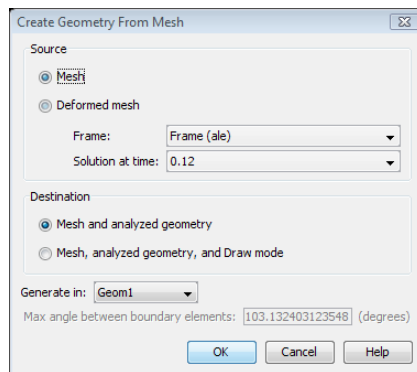 Create Geometry From Mesh
Source
Mesh
Deformed mesh
Frame: Frame (ale)
Solution at time: 0.12
Destination
Mesh and analyzed geometry
Mesh, analyzed geometry, and Draw mode
Generate in: Geom1
Max angle between boundary elements: 103.132403123548 (degrees)
OK Cancel Help